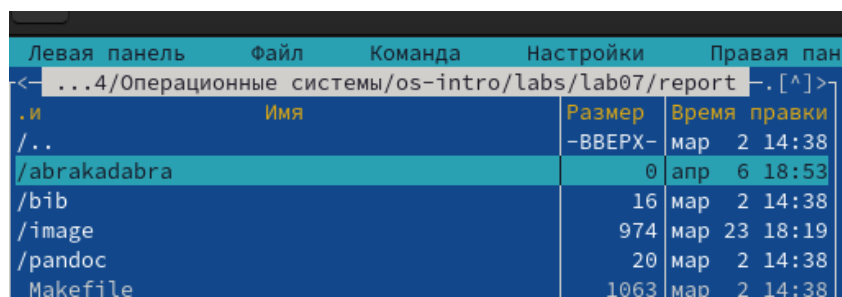 Левая панель Файл Команда Настройки Правая пан
<─ ...4/Операционные системы/os-intro/labs/lab07/report ─.[^]>┐
.и Имя Размер Время правки
/.. -ВВЕРХ- мар 2 14:38
/abrakadabra 0 апр 6 18:53
/bib 16 мар 2 14:38
/image 974 мар 23 18:19
/pandoc 20 мар 2 14:38
Makefile 1063 мар 2 14:38